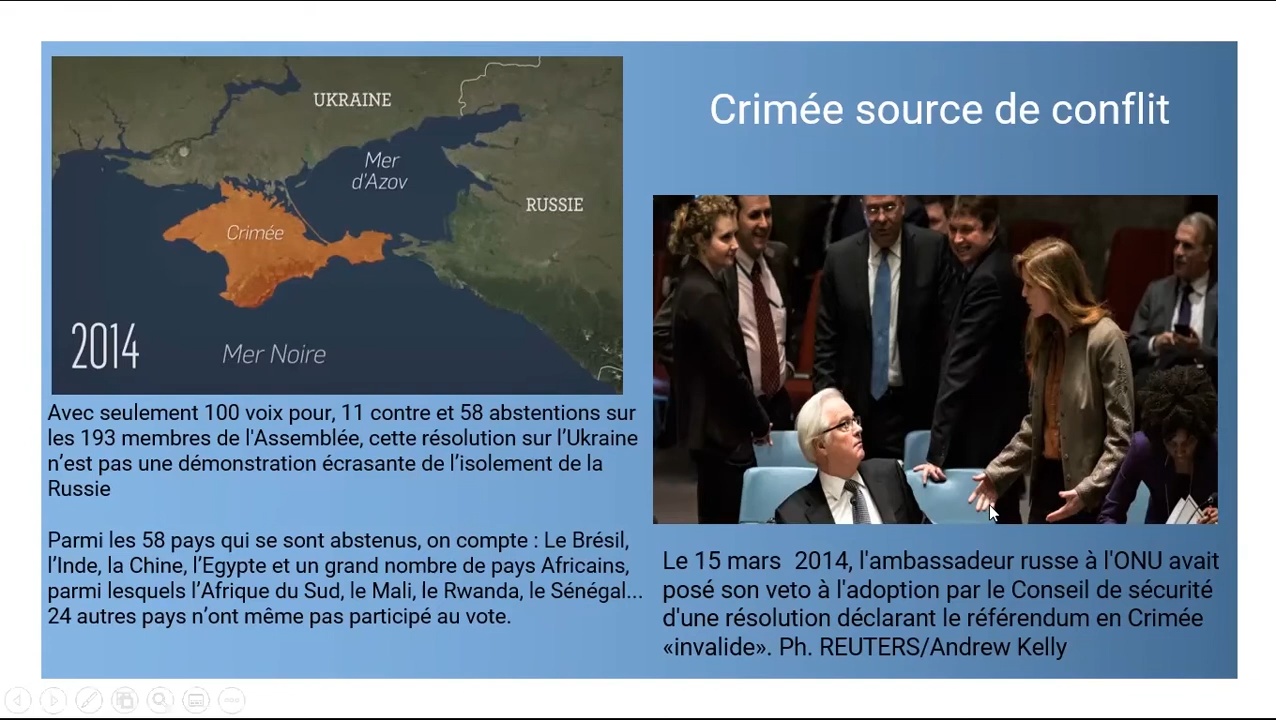 UKRAINE
Mer
d'Azov
RUSSIE
Crimée
2014
Mer Noire
Avec seulement 100 voix pour, 11 contre et 58 abstentions sur
les 193 membres de l'Assemblée, cette résolution sur l’Ukraine
n’est pas une démonstration écrasante de l’isolement de la
Russie
Parmi les 58 pays qui se sont abstenus, on compte : Le Brésil,
l’Inde, la Chine, l’Egypte et un grand nombre de pays Africains,
parmi lesquels l’Afrique du Sud, le Mali, le Rwanda, le Sénégal...
24 autres pays n’ont même pas participé au vote.
Crimée source de conflit
Le 15 mars  2014, l'ambassadeur russe à l'ONU avait
posé son veto à l'adoption par le Conseil de sécurité
d'une résolution déclarant le référendum en Crimée
«invalide». Ph. REUTERS/Andrew Kelly